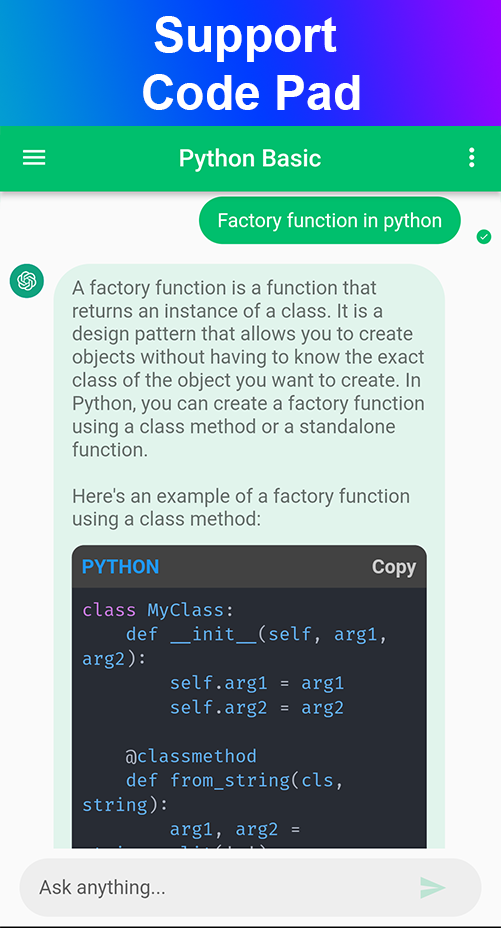 Support
Code Pad
Python Basic
Factory function in python
A factory function is a function that
returns an instance of a class. It is a
design pattern that allows you to create
objects without having to know the exact
class of the object you want to create. In
Python, you can create a factory function
using a class method or a standalone
function.
Here's an example of a factory function
using a class method:
PYTHON Copy
class MyClass:
    def __init__(self, arg1,
arg2):
        self.arg1 = arg1
        self.arg2 = arg2
    @classmethod
    def from_string(cls,
string):
        arg1, arg2 =
Ask anything...